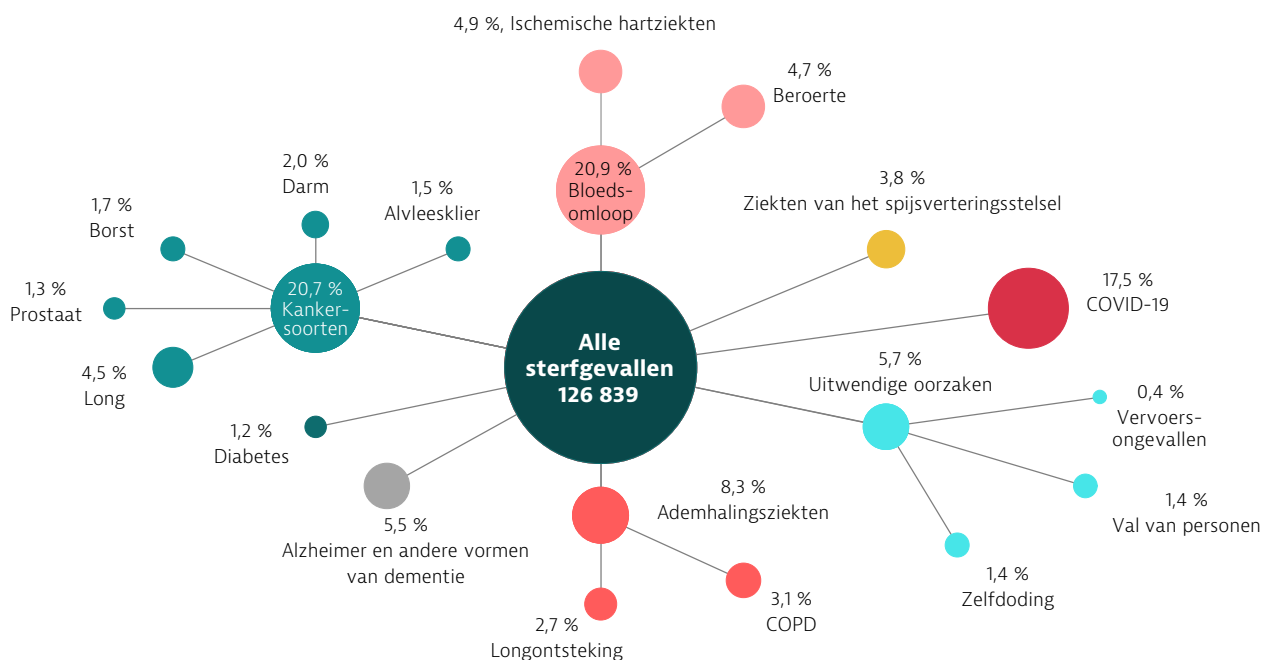 4,9 %, Ischemische hartziekten
4,7 %
Beroerte
20,9 %
Bloeds-
omloop
2,0 %
Darm
1,5 %
Alvleesklier
1,7 %
Borst
1,3 %
Prostaat
20,7 %
Kanker-
soorten
4,5 %
Long
3,8 %
Ziekten van het spijsverteringsstelsel
17,5 %
COVID-19
Alle
sterfgevallen
126 839
5,7 %
Uitwendige oorzaken
0,4 %
Vervoers-
ongevallen
1,4 %
Val van personen
1,4 %
Zelfdoding
1,2 %
Diabetes
5,5 %
Alzheimer en andere vormen
van dementie
8,3 %
Ademhalingsziekten
3,1 %
COPD
2,7 %
Longontsteking